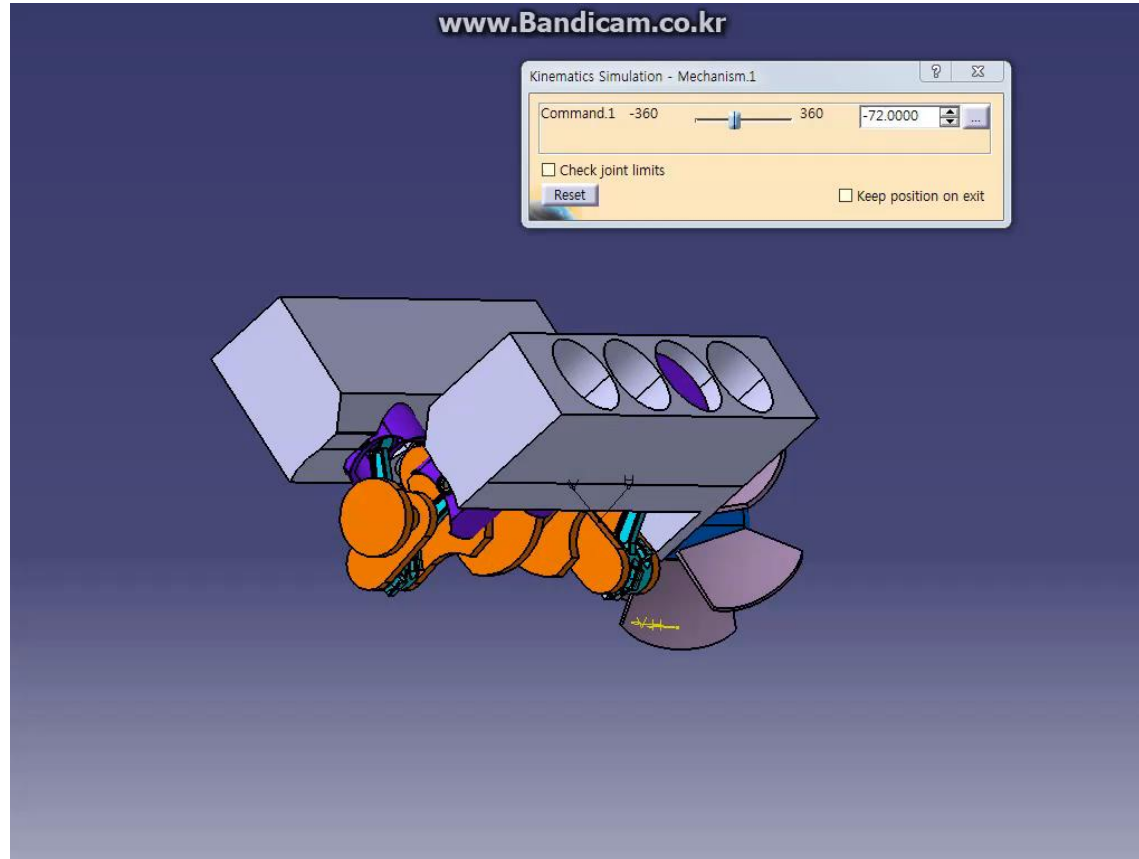 www.Bandicam.co.kr
Kinematics Simulation - Mechanism.1
Command.1 -360 360 -72.0000 ...
Check joint limits
Reset
Keep position on exit